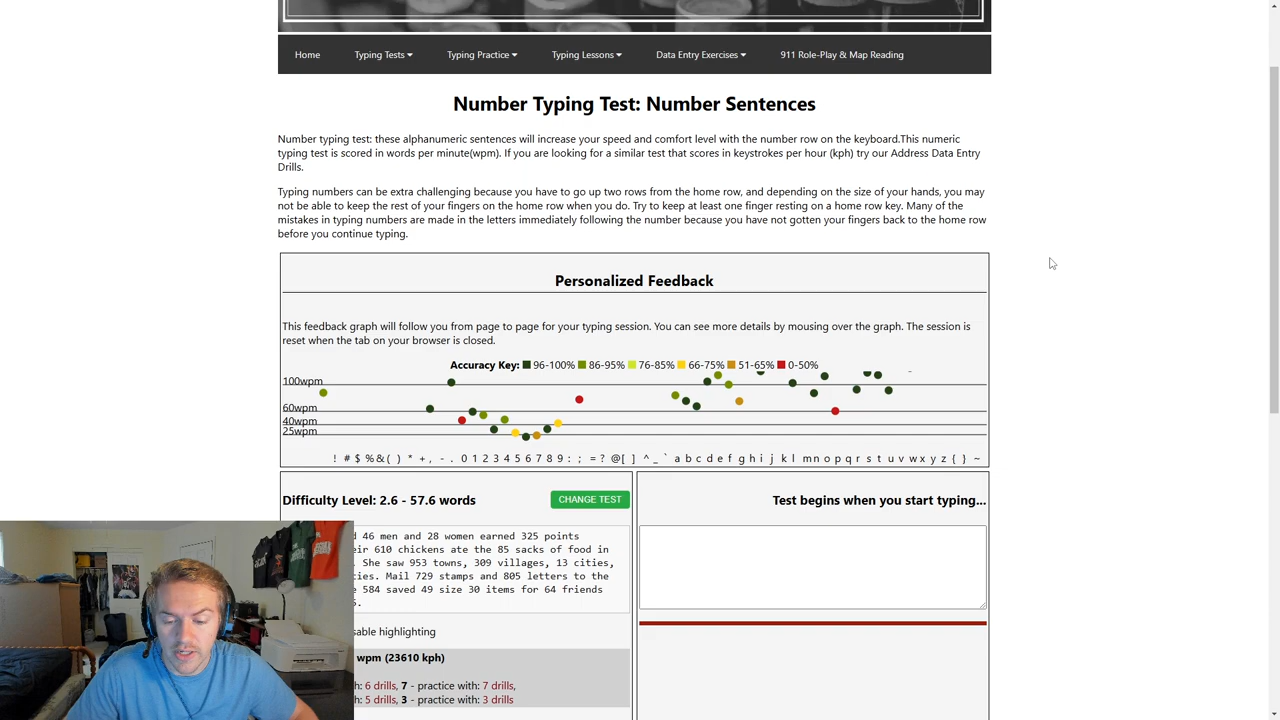 Home Typing Tests Typing Practice Typing Lessons Data Entry Exercises 911 Role-Play & Map Reading
Number Typing Test: Number Sentences
Number typing test: these alphanumeric sentences will increase your speed and comfort level with the number row on the keyboard.This numeric
typing test is scored in words per minute(wpm). If you are looking for a similar test that scores in keystrokes per hour (kph) try our Address Data Entry
Drills.
Typing numbers can be extra challenging because you have to go up two rows from the home row, and depending on the size of your hands, you may
not be able to keep the rest of your fingers on the home row when you do. Try to keep at least one finger resting on a home row key. Many of the
mistakes in typing numbers are made in the letters immediately following the number because you have not gotten your fingers back to the home row
before you continue typing.
Personalized Feedback
This feedback graph will follow you from page to page for your typing session. You can see more details by mousing over the graph. The session is
reset when the tab on your browser is closed.
Accuracy Key: 96-100% 86-95% 76-85% 66-75% 51-65% 0-50%
100wpm
60wpm
40wpm
25wpm
! # $ % & ( ) * + , - . 0 1 2 3 4 5 6 7 8 9 : ; = ? @ [ ] ^ _ ` a b c d e f g h i j k l m n o p q r s t u v w x y z { } ~
Difficulty Level: 2.6 - 57.6 words CHANGE TEST
46 men and 28 women earned 325 points
610 chickens ate the 85 sacks of food in
She saw 953 towns, 309 villages, 13 cities,
Mail 729 stamps and 805 letters to the
584 saved 49 size 30 items for 64 friends
highlighting
wpm (23610 kph)
6 drills, 7 - practice with: 7 drills,
5 drills, 3 - practice with: 3 drills
Test begins when you start typing...